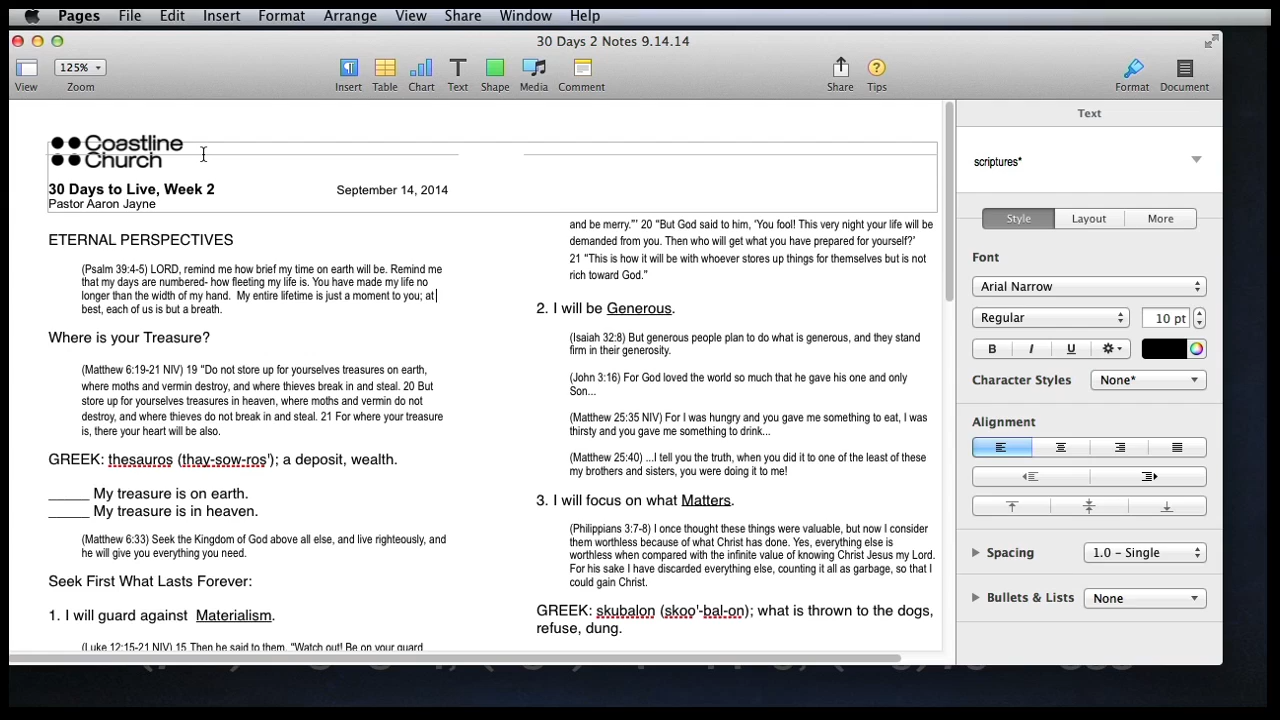 Pages File Edit Insert Format Arrange View Share Window Help
30 Days 2 Notes 9.14.14
125%
View Zoom Insert Table Chart Text Shape Media Comment Share Tips Format Document
Coastline
Church
30 Days to Live, Week 2 September 14, 2014
Pastor Aaron Jayne
ETERNAL PERSPECTIVES
(Psalm 39:4-5) LORD, remind me how brief my time on earth will be. Remind me
that my days are numbered- how fleeting my life is. You have made my life no
longer than the width of my hand. My entire lifetime is just a moment to you; at
best, each of us is but a breath.
Where is your Treasure?
(Matthew 6:19-21 NIV) 19 “Do not store up for yourselves treasures on earth,
where moths and vermin destroy, and where thieves break in and steal. 20 But
store up for yourselves treasures in heaven, where moths and vermin do not
destroy, and where thieves do not break in and steal. 21 For where your treasure
is, there your heart will be also.
GREEK: thesauros (thay-sow-ros'); a deposit, wealth.
_____ My treasure is on earth.
_____ My treasure is in heaven.
(Matthew 6:33) Seek the Kingdom of God above all else, and live righteously, and
he will give you everything you need.
Seek First What Lasts Forever:
1. I will guard against Materialism.
(Luke 12:15-21 NIV) 15 Then he said to them, “Watch out! Be on your guard
and be merry.”’ 20 “But God said to him, ‘You fool! This very night your life will be
demanded from you. Then who will get what you have prepared for yourself?’
21 “This is how it will be with whoever stores up things for themselves but is not
rich toward God.”
2. I will be Generous.
(Isaiah 32:8) But generous people plan to do what is generous, and they stand
firm in their generosity.
(John 3:16) For God loved the world so much that he gave his one and only
Son...
(Matthew 25:35 NIV) For I was hungry and you gave me something to eat, I was
thirsty and you gave me something to drink...
(Matthew 25:40) ...I tell you the truth, when you did it to one of the least of these
my brothers and sisters, you were doing it to me!
3. I will focus on what Matters.
(Philippians 3:7-8) I once thought these things were valuable, but now I consider
them worthless because of what Christ has done. Yes, everything else is
worthless when compared with the infinite value of knowing Christ Jesus my Lord.
For his sake I have discarded everything else, counting it all as garbage, so that I
could gain Christ.
GREEK: skubalon (skoo'-bal-on); what is thrown to the dogs,
refuse, dung.
Text
scriptures*
Style Layout More
Font
Arial Narrow
Regular 10 pt
B I U
Character Styles None*
Alignment
Spacing 1.0 – Single
Bullets & Lists None